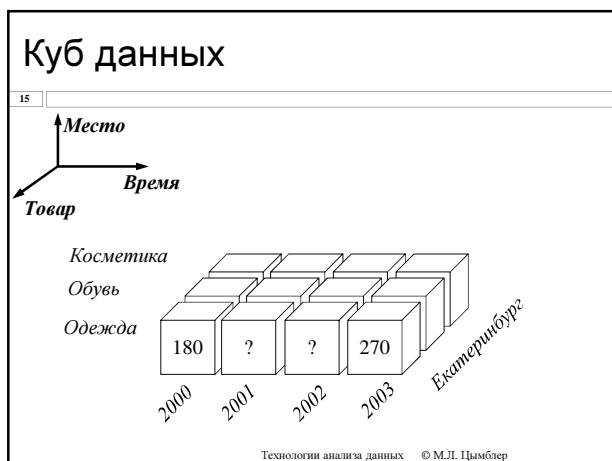 Куб данных
15
Место
Время
Товар
Косметика
Обувь
Одежда
180 ? ? 270
2000 2001 2002 2003
Екатеринбург
Технологии анализа данных © М.Л. Цымблер